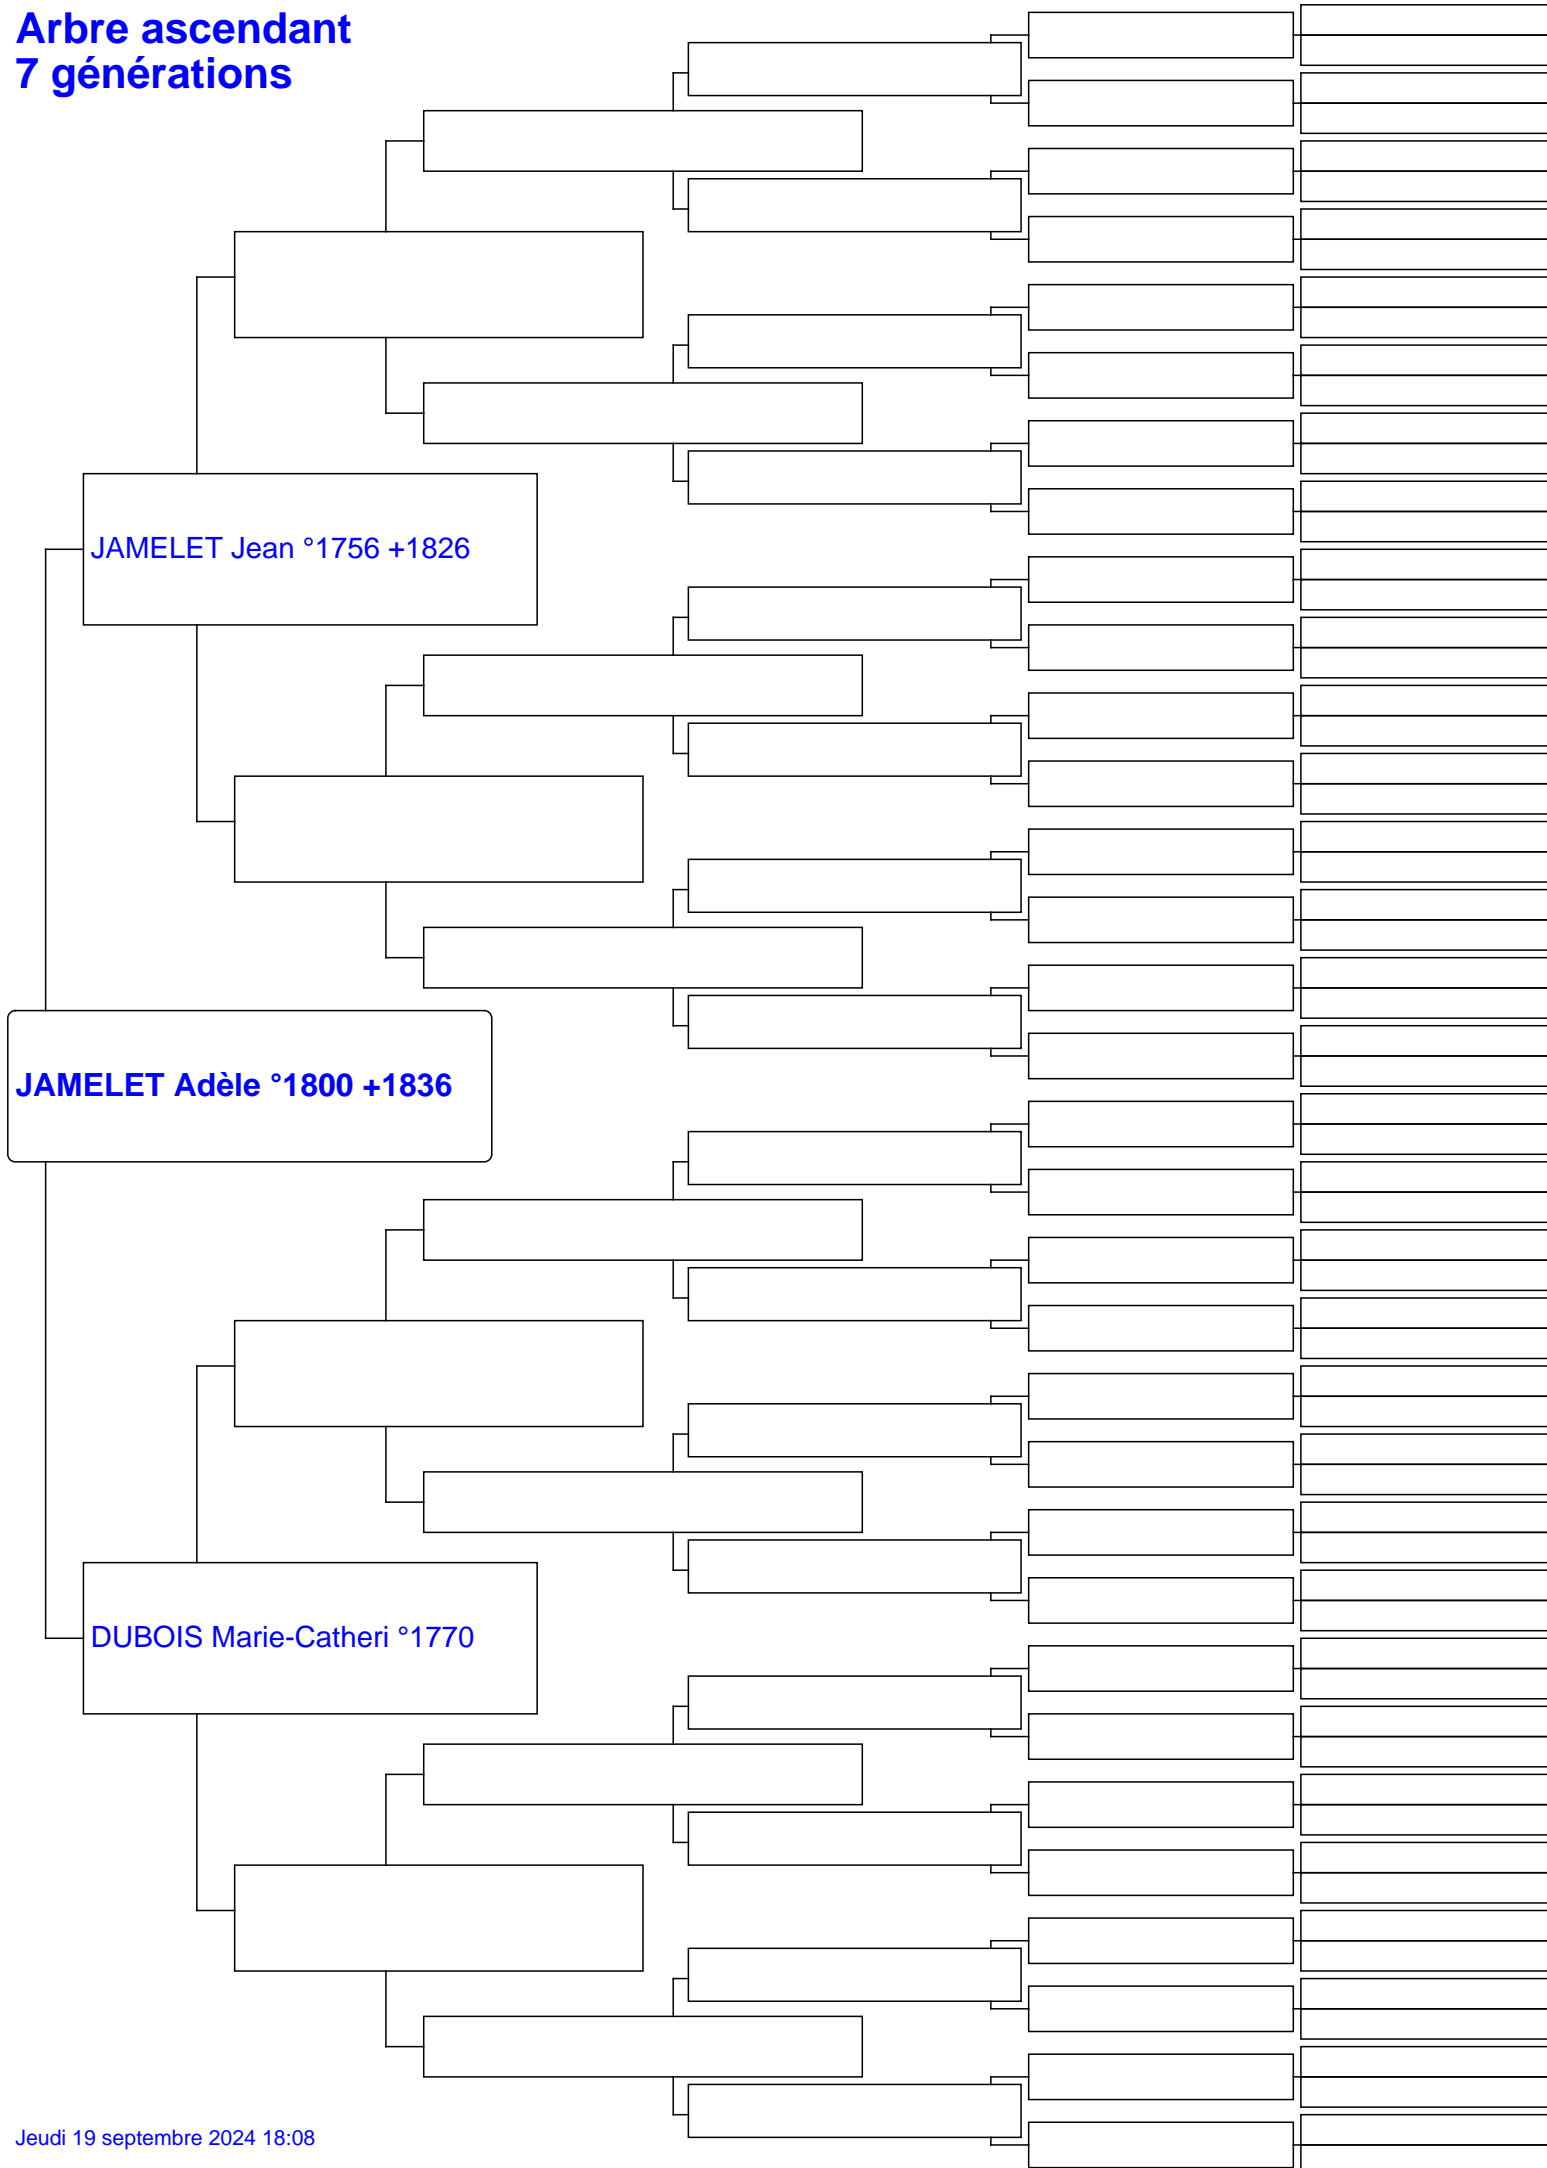 Arbre ascendant
7 générations
JAMELET Jean °1756 +1826
JAMELET Adèle °1800 +1836
DUBOIS Marie-Catheri °1770
Jeudi 19 septembre 2024 18:08